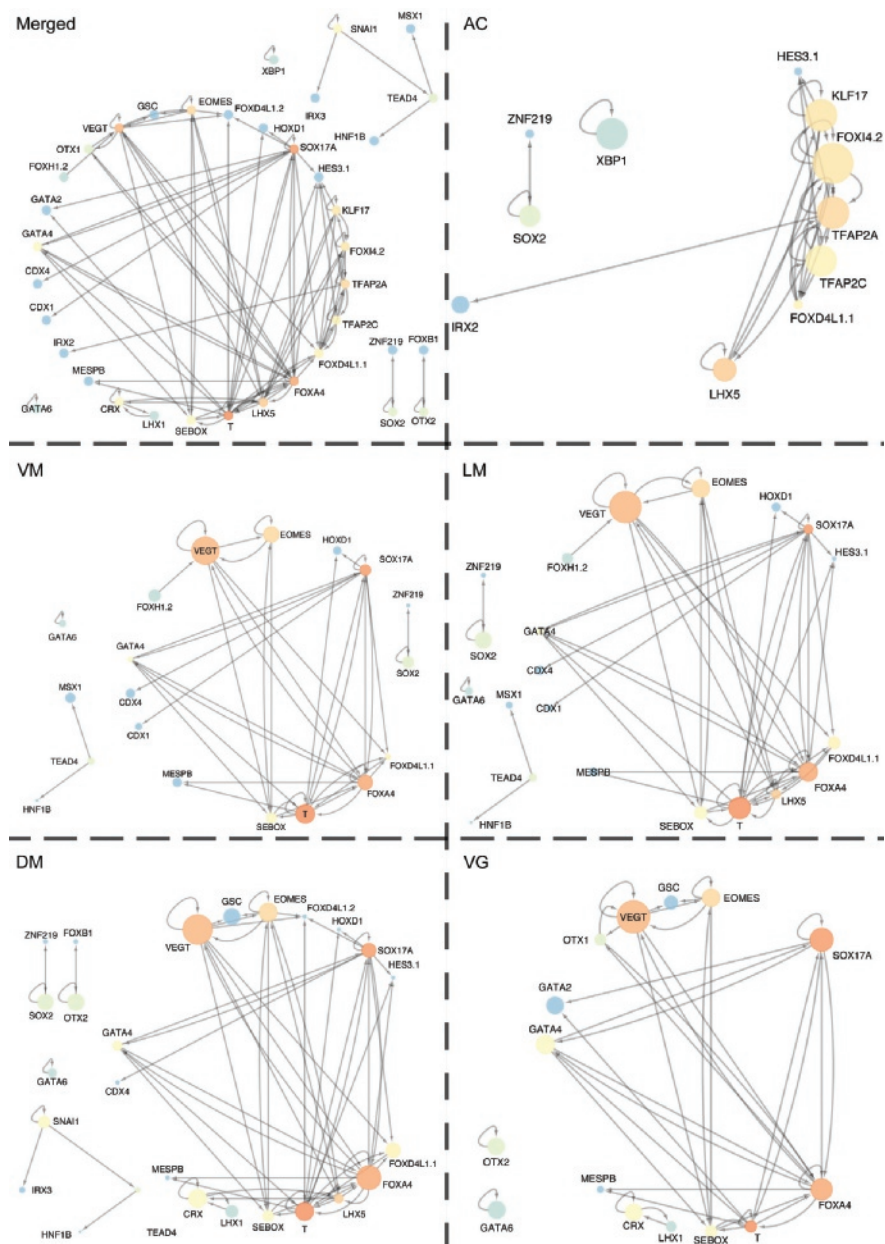 Merged
MSX1
SNAI1
XBP1
TEAD4
IRX3
HNF1B
GSC
EOMES
FOXD4L1.2
VEGT
HOXD1
OTX1
SOX17A
FOXH1.2
HES3.1
GATA2
KLF17
GATA4
FOXI4.2
CDX4
TFAP2A
CDX1
TFAP2C
IRX2
FOXD4L1.1
ZNF219
FOXB1
MESPB
FOXA4
GATA6
CRX
LHX5
LHX1
SEBOX
T
SOX2
OTX2
AC
HES3.1
KLF17
ZNF219
XBP1
FOXI4.2
SOX2
TFAP2A
TFAP2C
IRX2
FOXD4L1.1
LHX5
VM
VEGT
EOMES
HOXD1
SOX17A
FOXH1.2
ZNF219
GATA6
GATA4
SOX2
MSX1
CDX4
CDX1
TEAD4
MESPB
FOXD4L1.1
FOXA4
HNF1B
SEBOX
T
LM
EOMES
VEGT
HOXD1
SOX17A
FOXH1.2
HES3.1
ZNF219
GATA4
SOX2
CDX4
GATA6
MSX1
CDX1
TEAD4
MESPB
FOXD4L1.1
FOXA4
LHX5
HNF1B
SEBOX
T
DM
GSC
EOMES
FOXD4L1.2
VEGT
HOXD1
ZNF219
FOXB1
SOX17A
HES3.1
SOX2
OTX2
GATA4
GATA6
CDX4
SNAI1
FOXD4L1.1
MESPB
FOXA4
IRX3
CRX
LHX5
HNF1B
TEAD4
LHX1
SEBOX
T
VG
GSC
EOMES
VEGT
OTX1
SOX17A
GATA2
GATA4
OTX2
MESPB
FOXA4
GATA6
CRX
LHX1
SEBOX
T